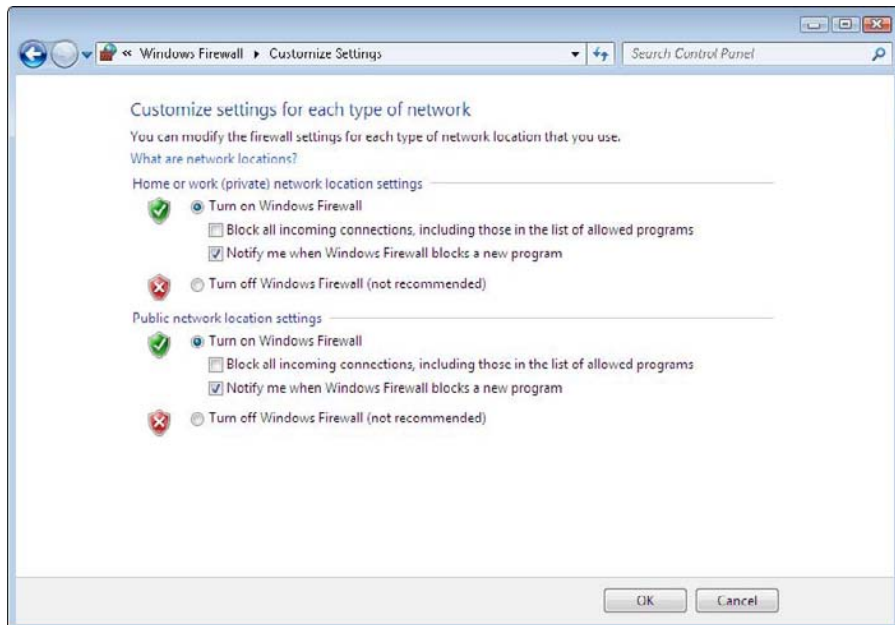 « Windows Firewall ▸ Customize Settings
Search Control Panel
Customize settings for each type of network
You can modify the firewall settings for each type of network location that you use.
What are network locations?
Home or work (private) network location settings
Turn on Windows Firewall
Block all incoming connections, including those in the list of allowed programs
Notify me when Windows Firewall blocks a new program
Turn off Windows Firewall (not recommended)
Public network location settings
Turn on Windows Firewall
Block all incoming connections, including those in the list of allowed programs
Notify me when Windows Firewall blocks a new program
Turn off Windows Firewall (not recommended)
OK
Cancel